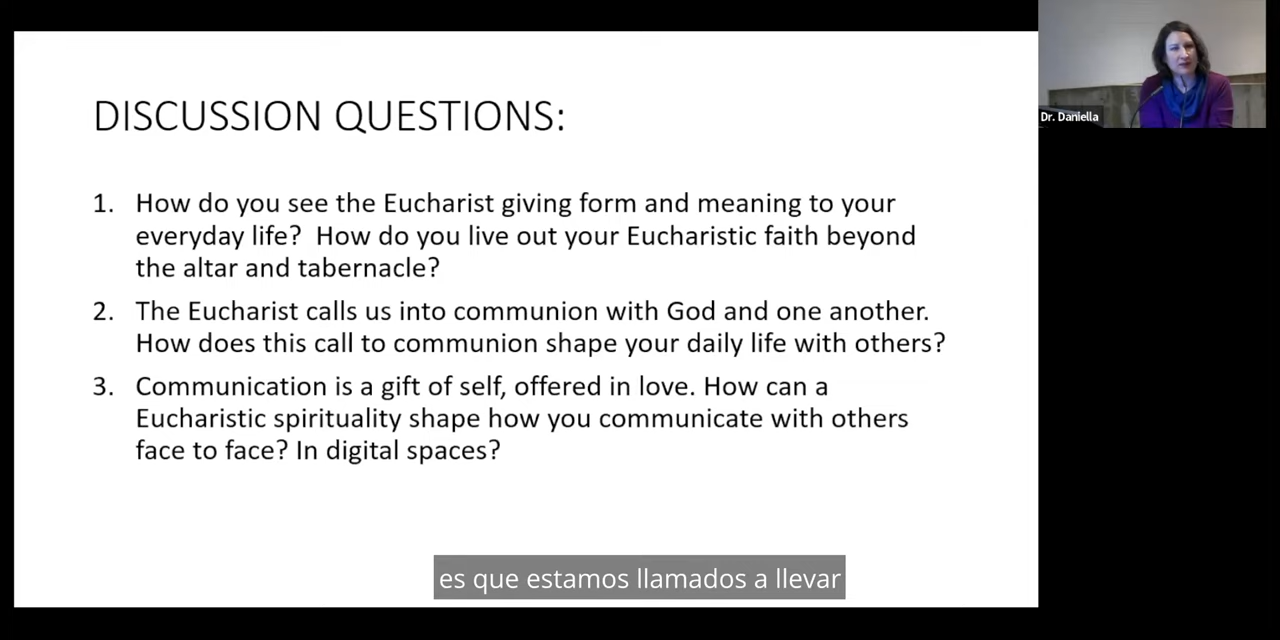 DISCUSSION QUESTIONS:
1. How do you see the Eucharist giving form and meaning to your
everyday life?  How do you live out your Eucharistic faith beyond
the altar and tabernacle?
2. The Eucharist calls us into communion with God and one another.
How does this call to communion shape your daily life with others?
3. Communication is a gift of self, offered in love. How can a
Eucharistic spirituality shape how you communicate with others
face to face? In digital spaces?
es que estamos llamados a llevar
Dr. Daniella